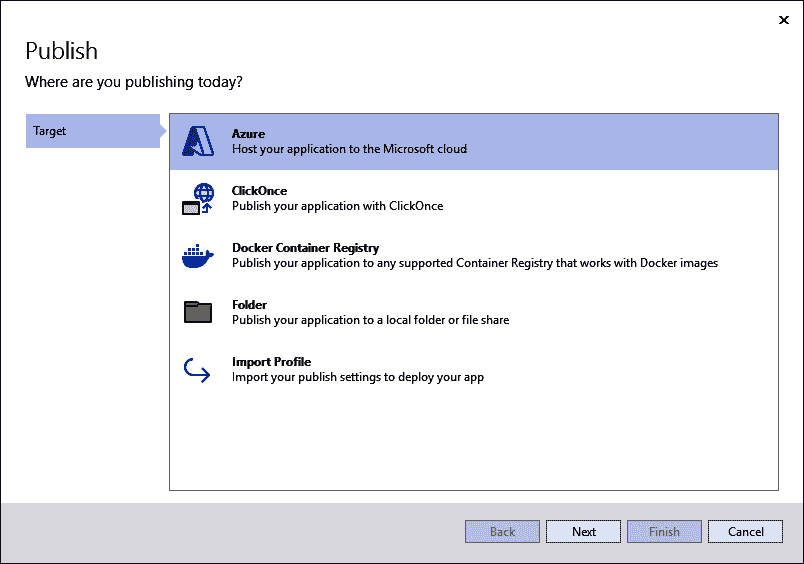 Publish
Where are you publishing today?
Target
Azure
Host your application to the Microsoft cloud
ClickOnce
Publish your application with ClickOnce
Docker Container Registry
Publish your application to any supported Container Registry that works with Docker images
Folder
Publish your application to a local folder or file share
Import Profile
Import your publish settings to deploy your app
Back
Next
Finish
Cancel